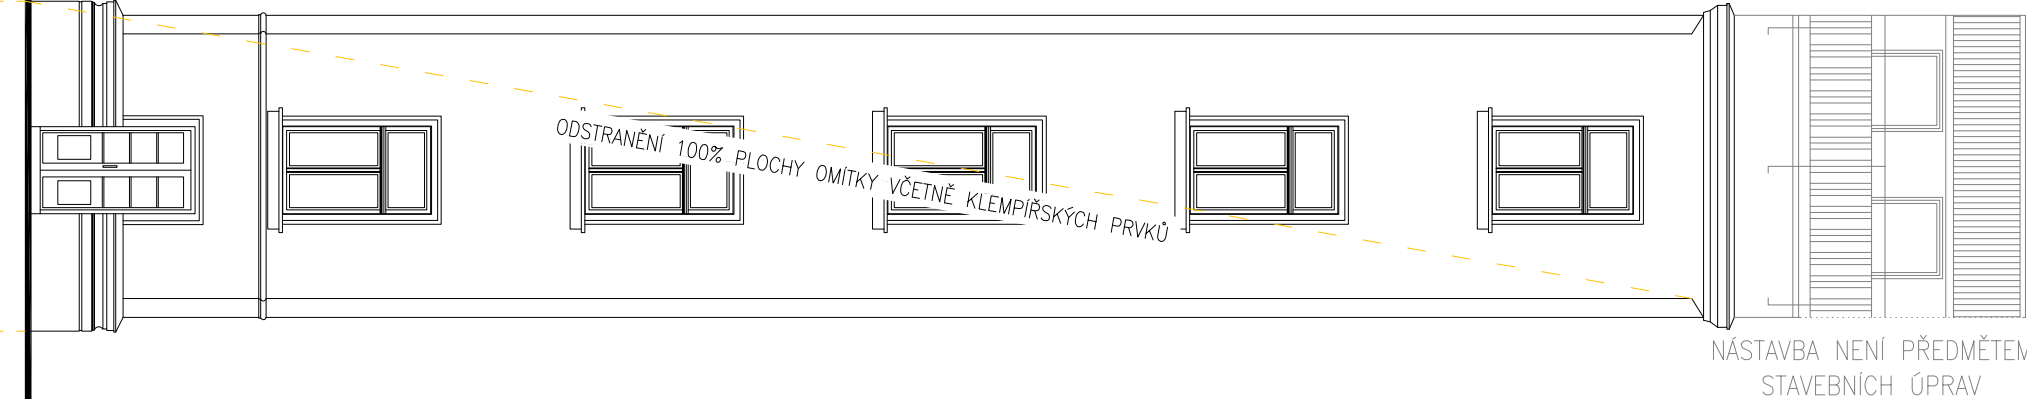 ODSTRANĚNÍ 100% PLOCHY OMÍTKY VČETNĚ KLEMPÍŘSKÝCH PRVKŮ
NÁSTAVBA NENÍ PŘEDMĚTEM
STAVEBNÍCH ÚPRAV